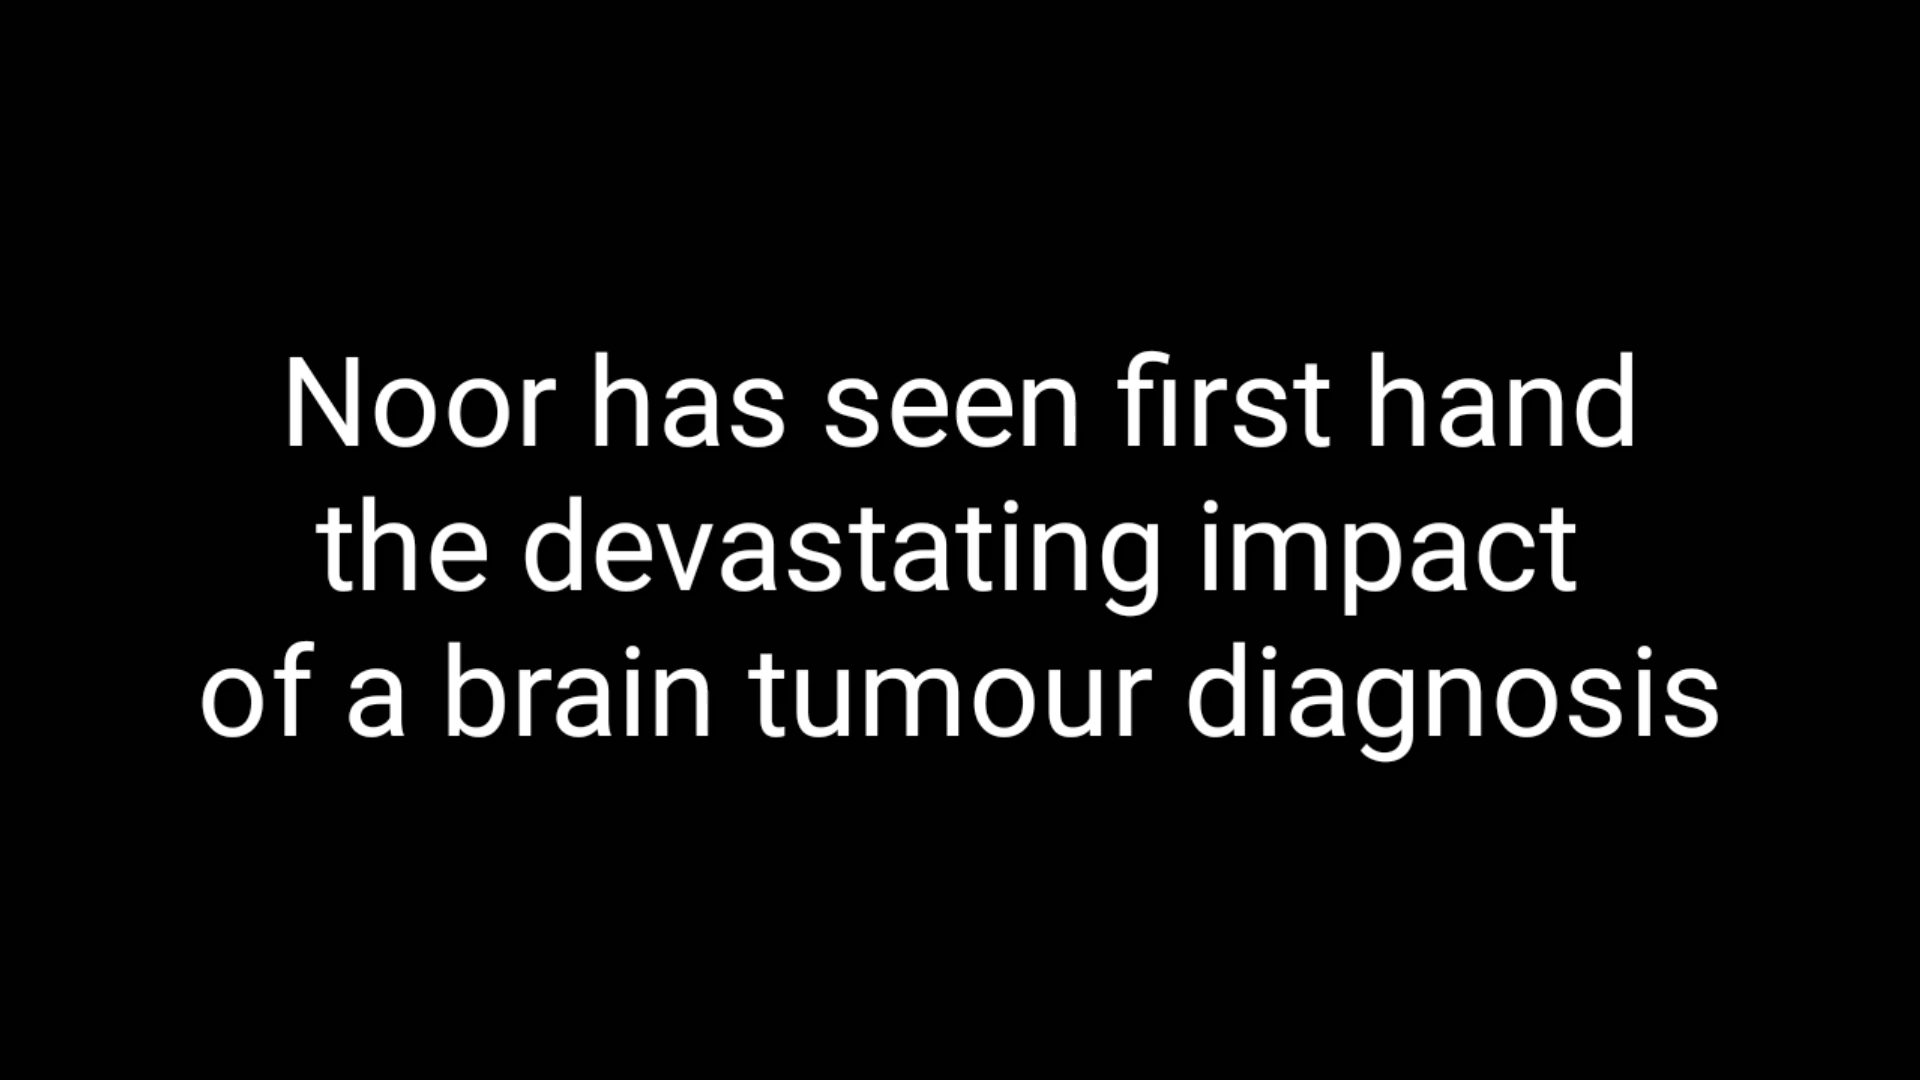 Noor has seen first hand
the devastating impact
of a brain tumour diagnosis